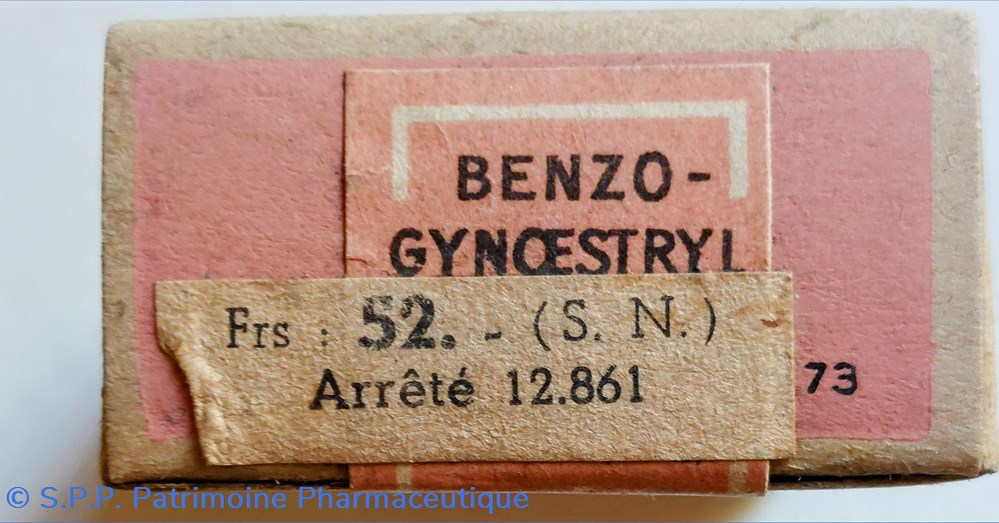 BENZO-
GYNŒSTRYL
Frs : 52. - (S. N.)
Arrêté 12.861
73
© S.P.P. Patrimoine Pharmaceutique